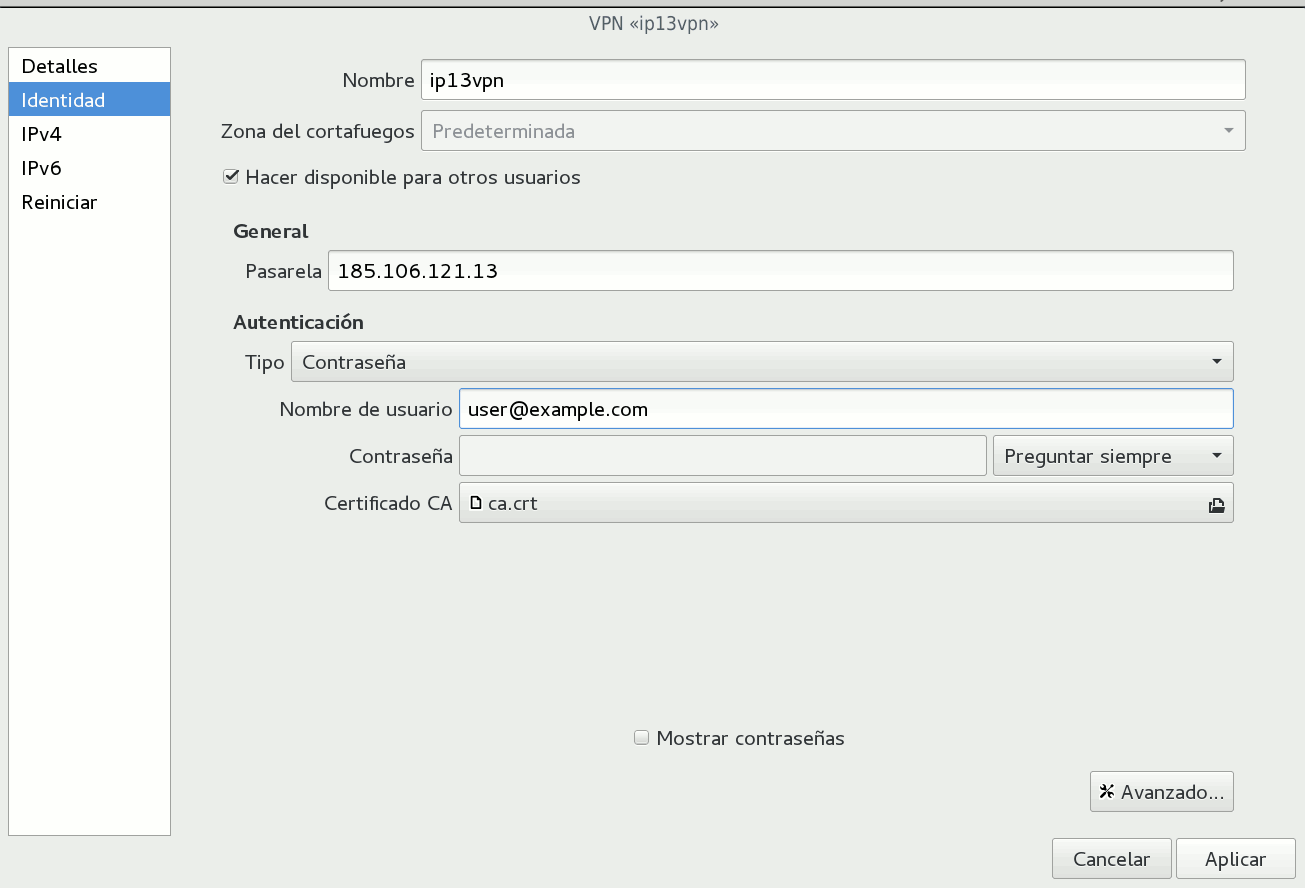 VPN «ip13vpn»
Detalles
Identidad
IPv4
IPv6
Reiniciar
Nombre ip13vpn
Zona del cortafuegos Predeterminada
Hacer disponible para otros usuarios
General
Pasarela 185.106.121.13
Autenticación
Tipo Contraseña
Nombre de usuario user@example.com
Contraseña Preguntar siempre
Certificado CA ca.crt
Mostrar contraseñas
Avanzado...
Cancelar Aplicar